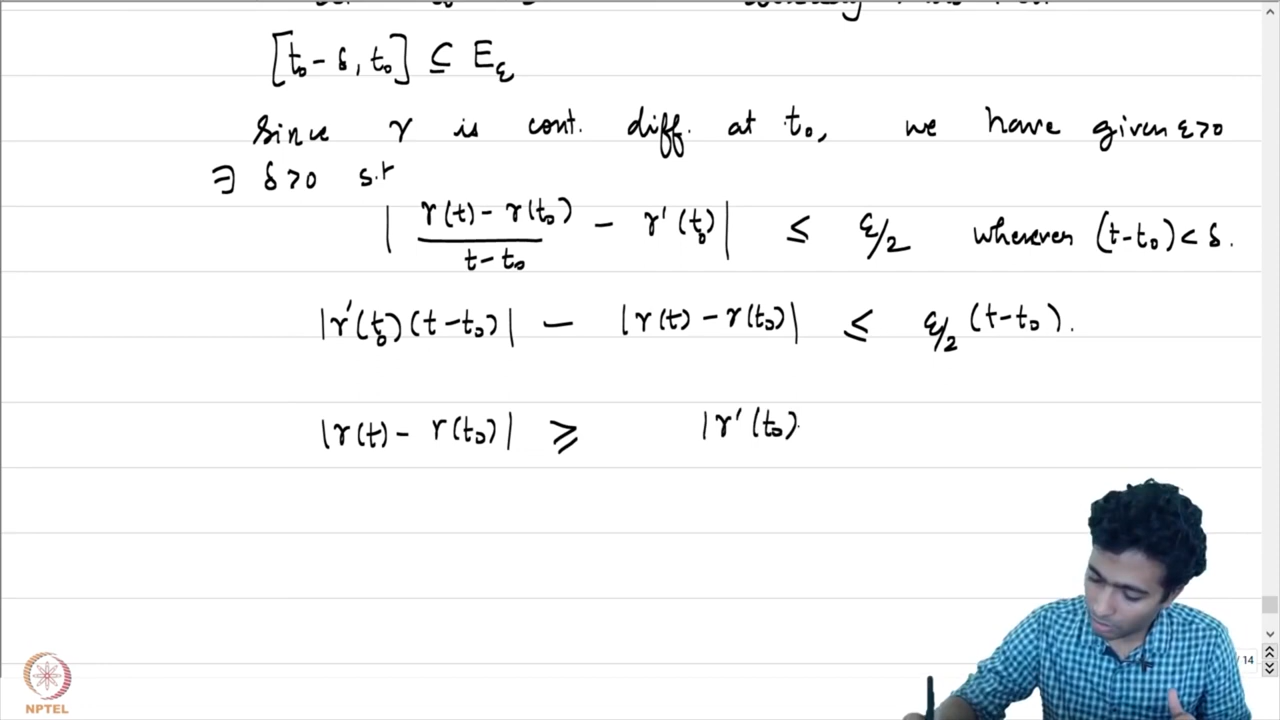 [t₀ - δ, t₀] ⊆ E_ε
Since γ is cont. diff. at t₀, we have given ε>0
∃ δ>0 s.t
| (γ(t) - γ(t₀))/(t - t₀) - γ'(t₀) | ≤ ε/2 whenever (t-t₀) < δ.
|γ'(t₀)(t-t₀)| - |γ(t) - γ(t₀)| ≤ ε/2 (t-t₀).
|γ(t) - γ(t₀)| ≥ |γ'(t₀)
/ 14
NPTEL